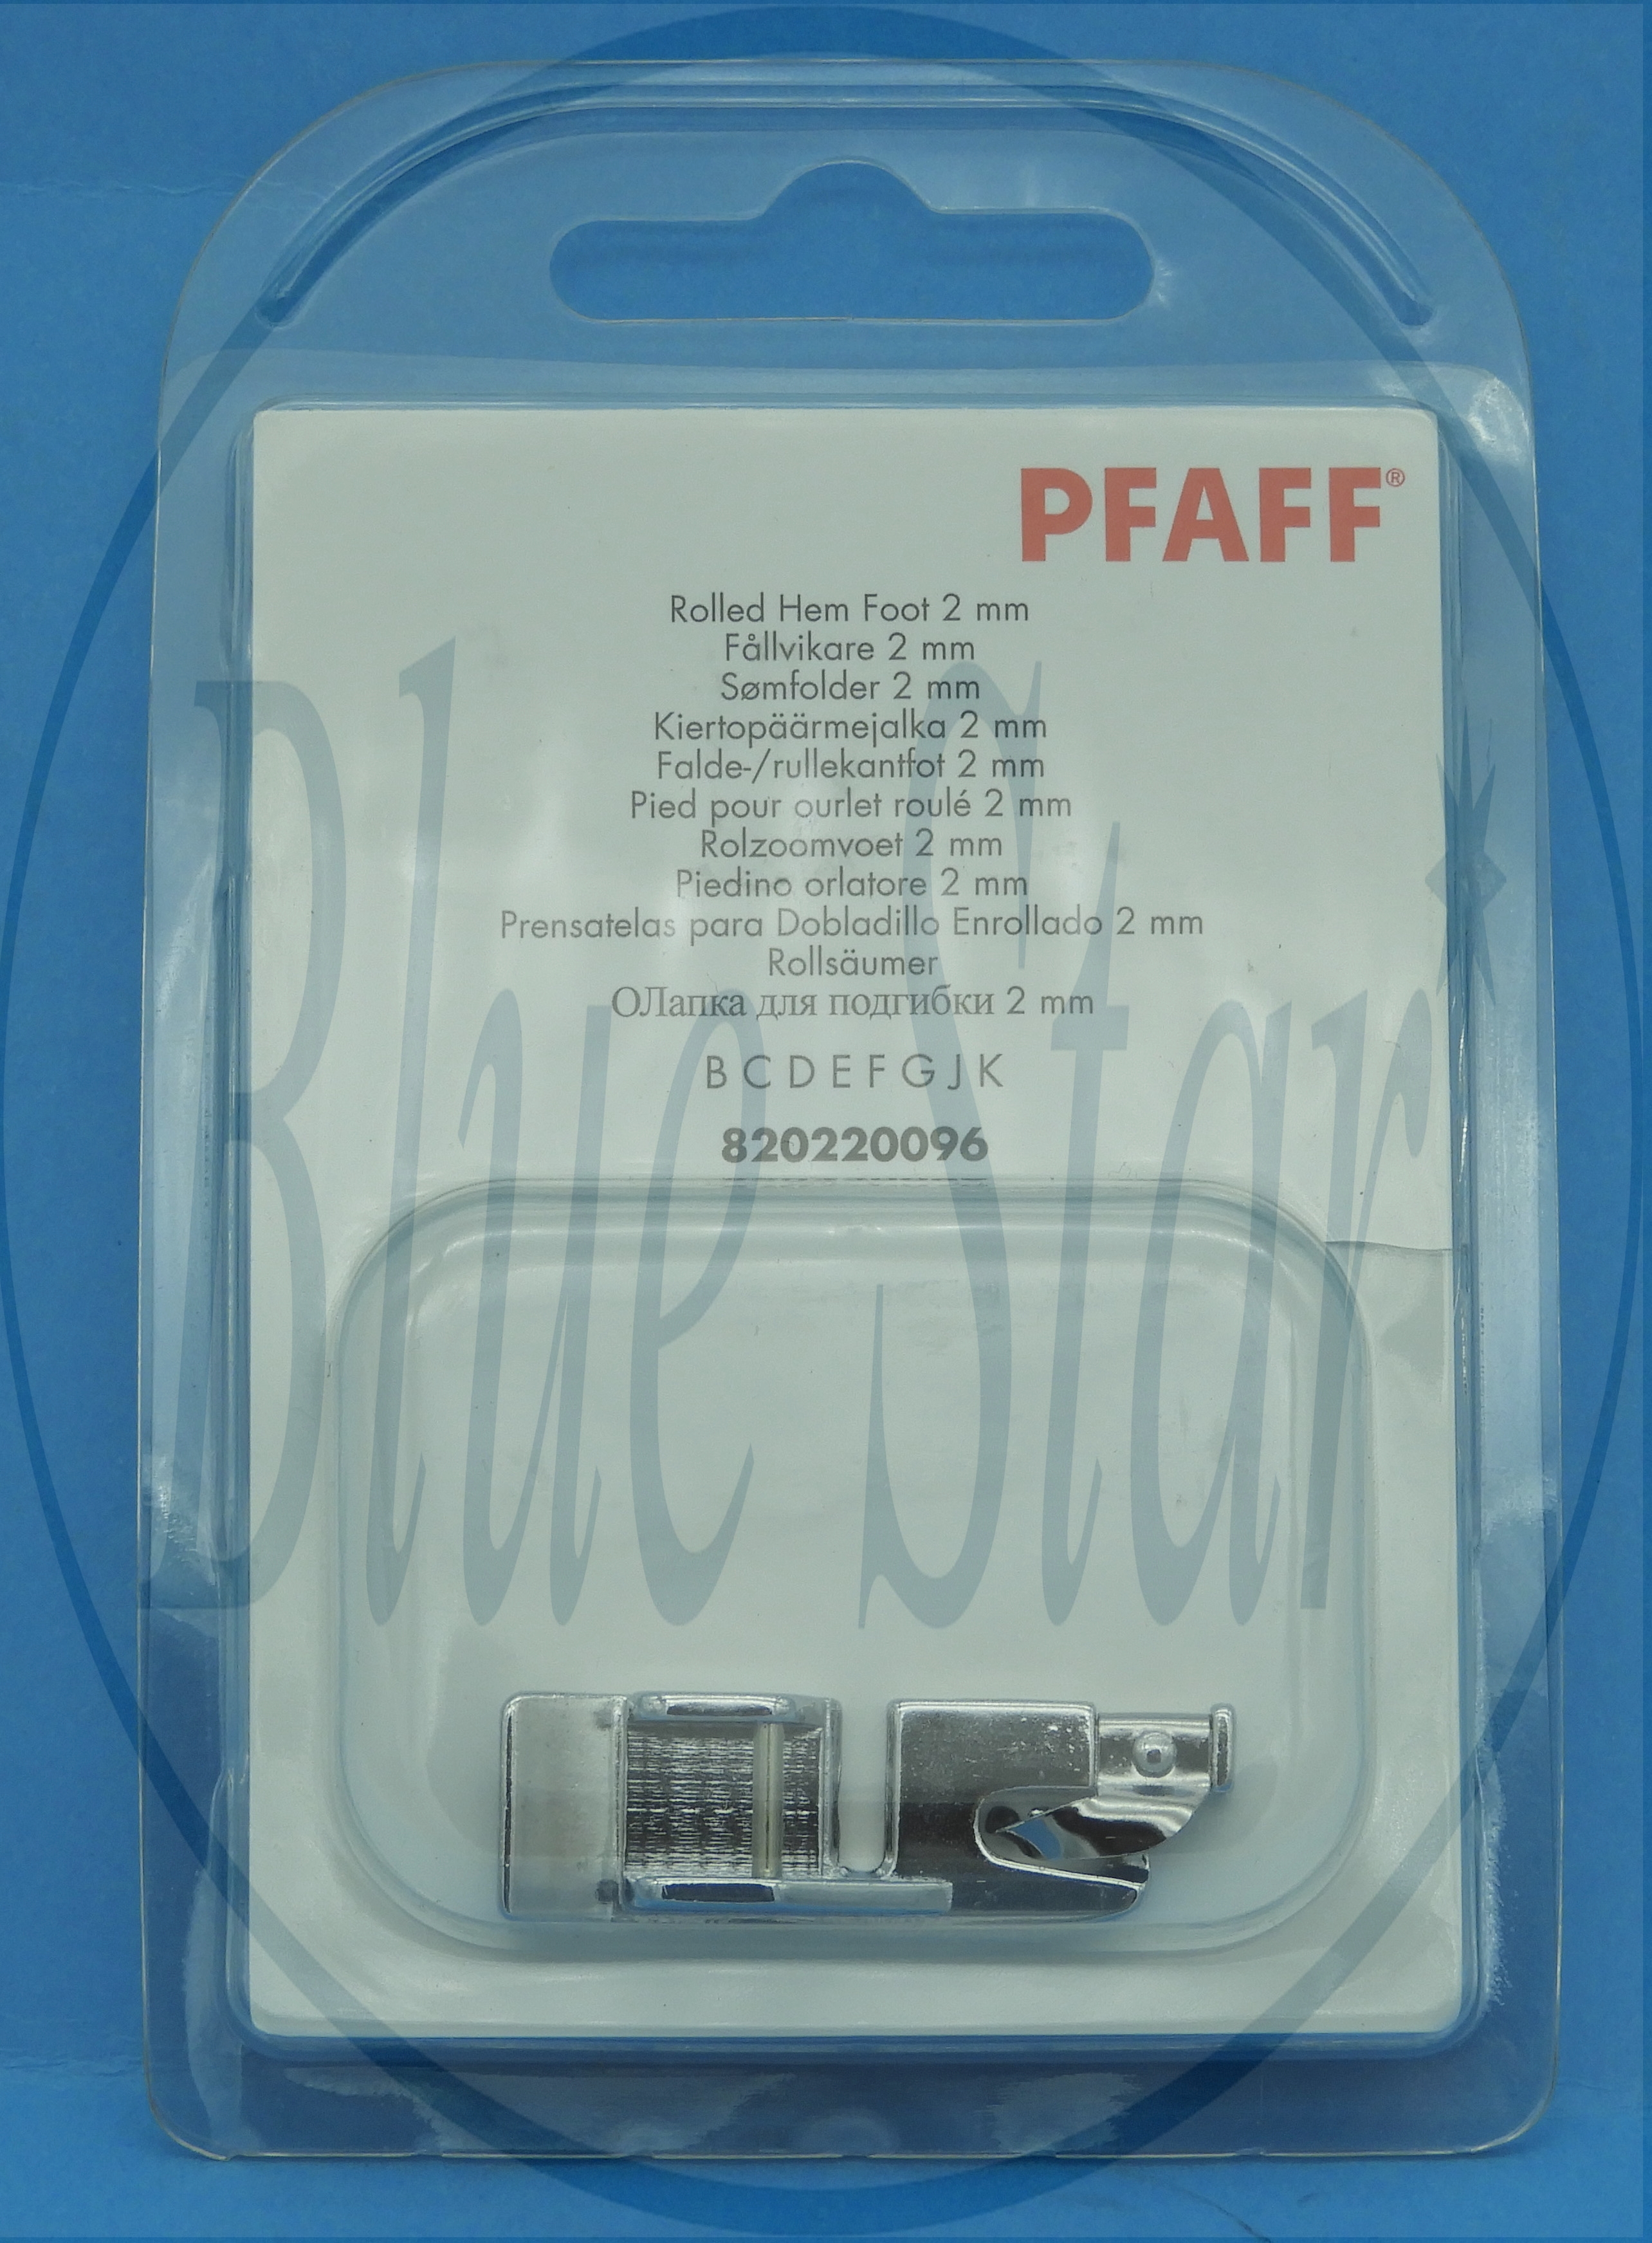 PFAFF®
Rolled Hem Foot 2 mm
Fållvikare 2 mm
Sømfolder 2 mm
Kiertopäärmejalka 2 mm
Falde-/rullekantfot 2 mm
Pied pour ourlet roulé 2 mm
Rolzoomvoet 2 mm
Piedino orlatore 2 mm
Prensatelas para Dobladillo Enrollado 2 mm
Rollsäumer
ОЛапка для подгибки 2 mm
B C D E F G J K
820220096
Blue Star